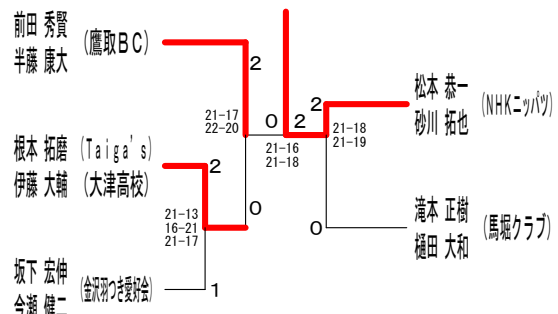 前田 秀賢
半藤 康大
(鷹取BC)
2
21-17
22-20
0
根本 拓磨
伊藤 大輔
(Taiga's)
(大津高校)
2
21-13
16-21
21-17
0
坂下 宏伸
今瀬 健二
(金沢羽つき愛好会)
1
2
21-16
21-18
松本 恭一
砂川 拓也
(NHKニッパツ)
2
21-18
21-19
滝本 正樹
樋田 大和
(馬堀クラブ)
0